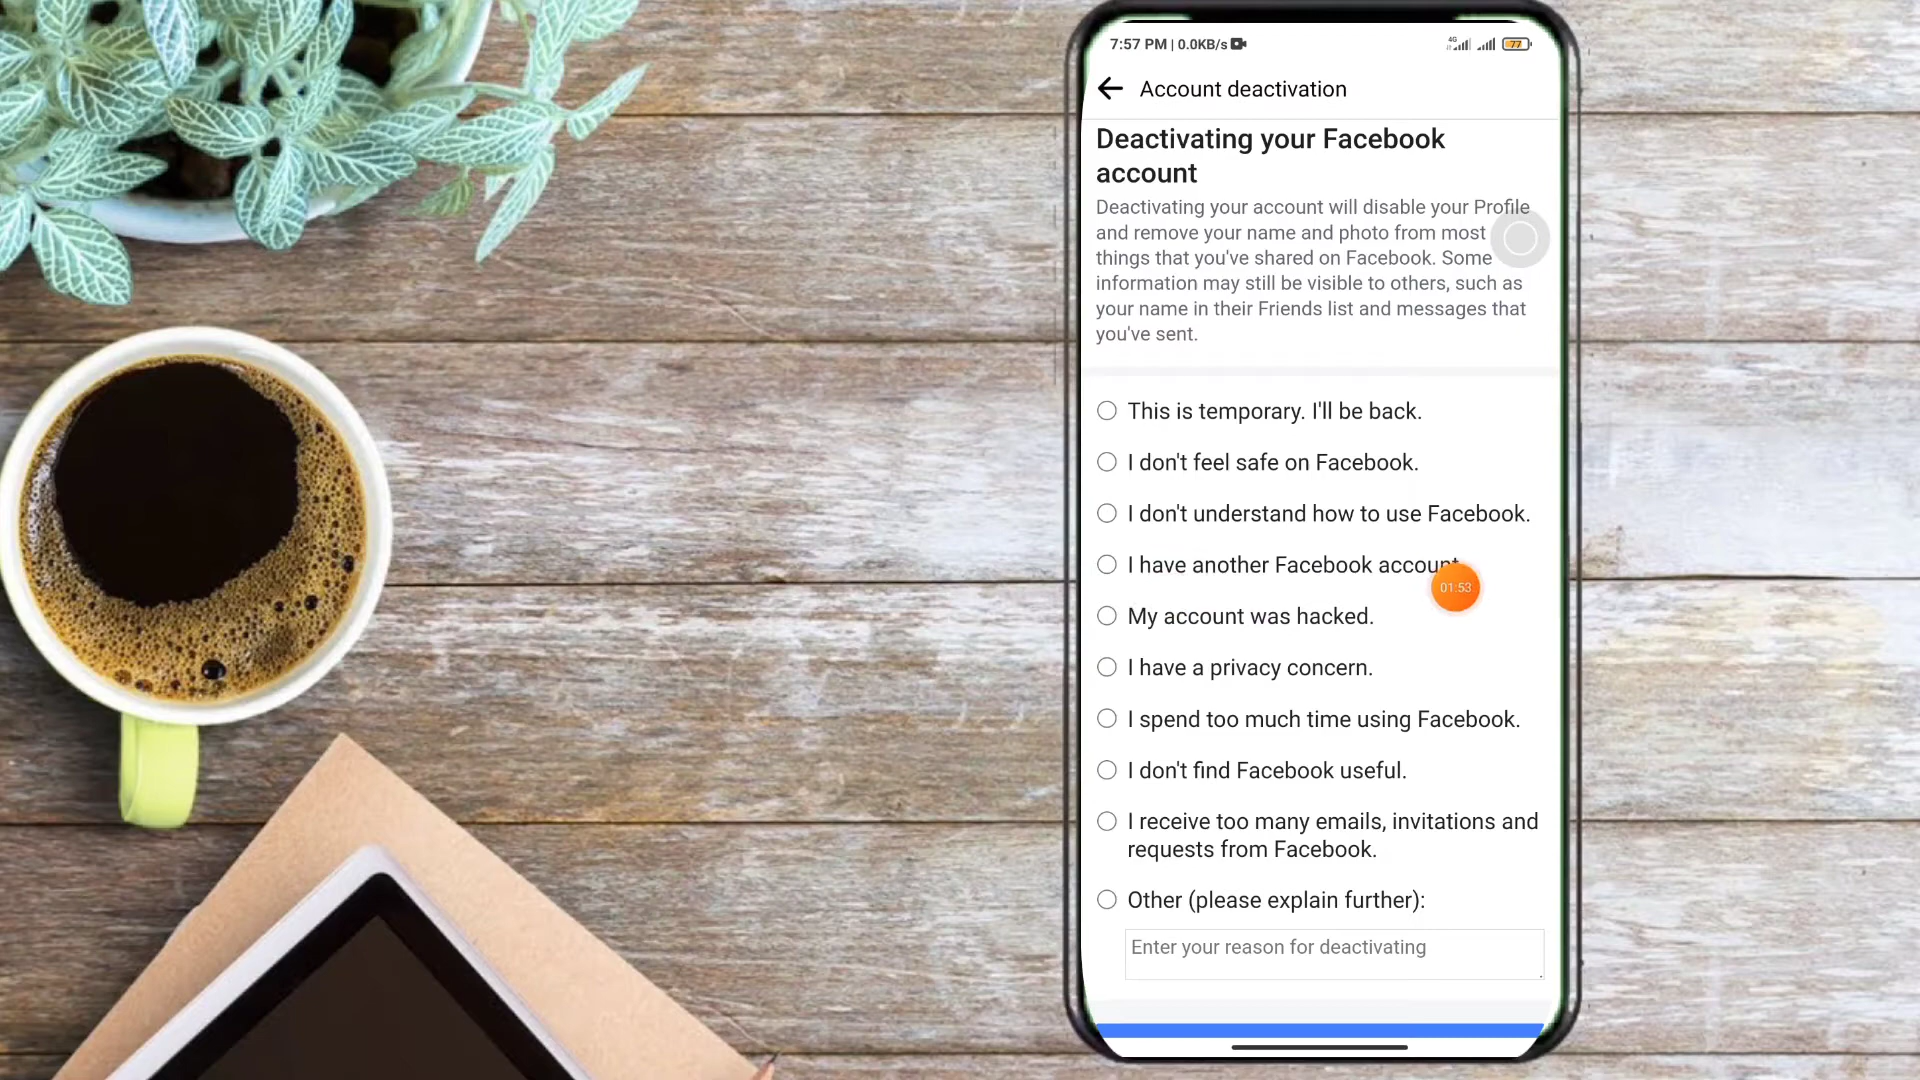 7:57 PM | 0.0KB/s
4G
77
Account deactivation
Deactivating your Facebook
account
Deactivating your account will disable your Profile
and remove your name and photo from most
things that you've shared on Facebook. Some
information may still be visible to others, such as
your name in their Friends list and messages that
you've sent.
This is temporary. I'll be back.
I don't feel safe on Facebook.
I don't understand how to use Facebook.
I have another Facebook account.
01:53
My account was hacked.
I have a privacy concern.
I spend too much time using Facebook.
I don't find Facebook useful.
I receive too many emails, invitations and
requests from Facebook.
Other (please explain further):
Enter your reason for deactivating